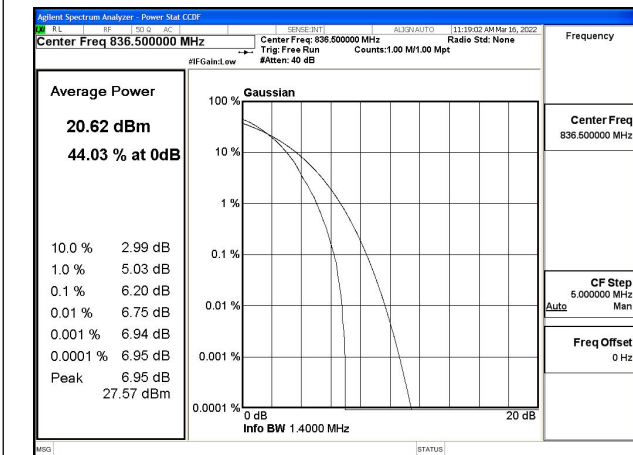 Agilent Spectrum Analyzer - Power Stat CCDF
RL RF 50 Ω AC SENSE:INT ALIGN AUTO 11:19:02 AM Mar 16, 2022
Center Freq 836.500000 MHz
Center Freq: 836.500000 MHz Radio Std: None
Trig: Free Run Counts:1.00 M/1.00 Mpt
#IFGain:Low #Atten: 40 dB
Average Power
20.62 dBm
44.03 % at 0dB
10.0 % 2.99 dB
1.0 % 5.03 dB
0.1 % 6.20 dB
0.01 % 6.75 dB
0.001 % 6.94 dB
0.0001 % 6.95 dB
Peak 6.95 dB
27.57 dBm
Gaussian
100 %
10 %
1 %
0.1 %
0.01 %
0.001 %
0.0001 %
0 dB 20 dB
Info BW 1.4000 MHz
Frequency
Center Freq
836.500000 MHz
CF Step
5.000000 MHz
Auto Man
Freq Offset
0 Hz
MSG STATUS